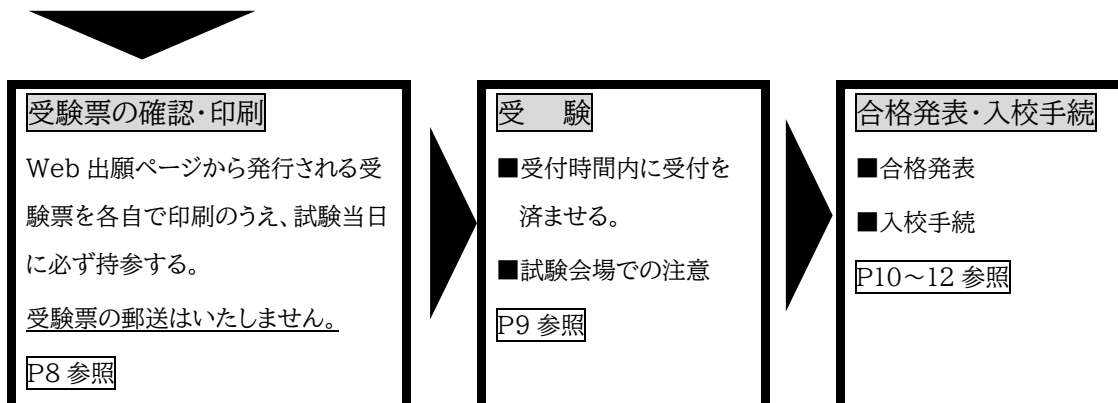 受験票の確認・印刷
Web 出願ページから発行される受
験票を各自で印刷のうえ、試験当日
に必ず持参する。
受験票の郵送はいたしません。
P8 参照
受　験
■受付時間内に受付を
済ませる。
■試験会場での注意
P9 参照
合格発表・入校手続
■合格発表
■入校手続
P10～12 参照